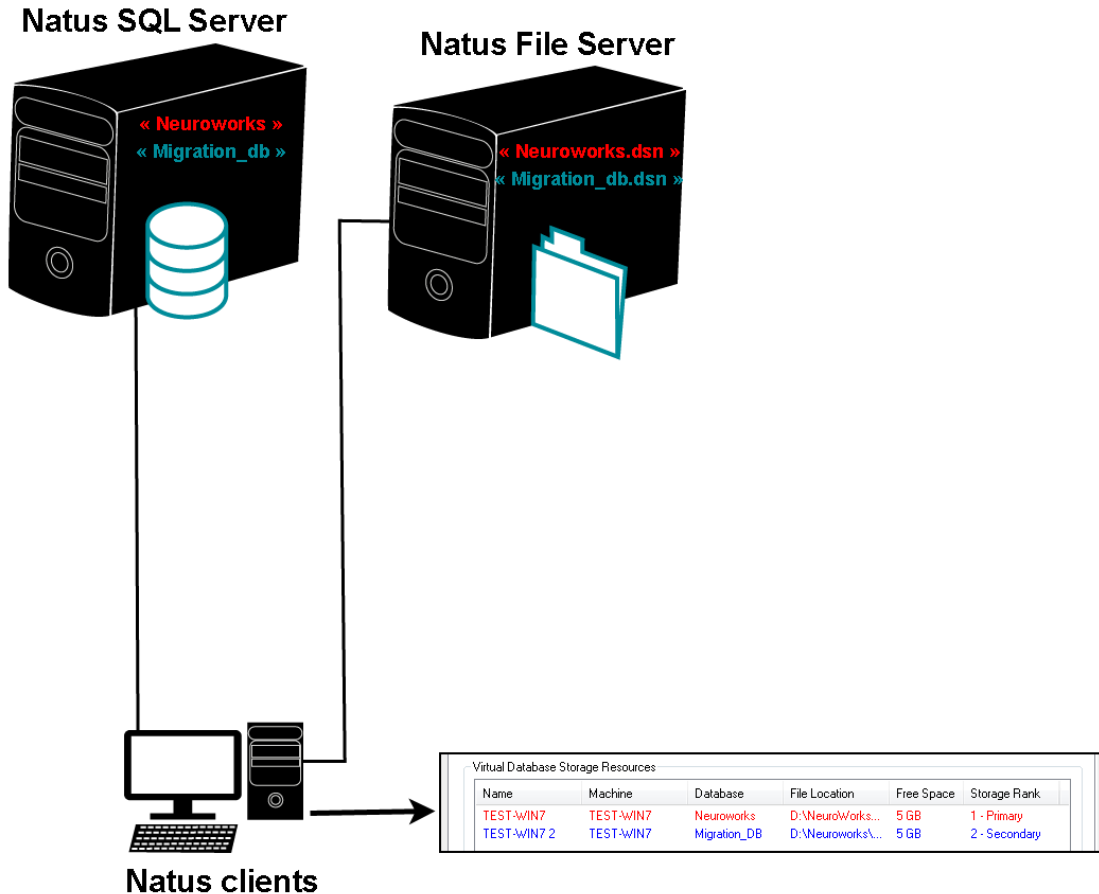 Natus SQL Server
Natus File Server
« Neuroworks »
« Migration_db »
« Neuroworks.dsn »
« Migration_db.dsn »
Virtual Database Storage Resources
Name Machine Database File Location Free Space Storage Rank
TEST-WIN7 TEST-WIN7 Neuroworks D:\NeuroWorks... 5 GB 1 - Primary
TEST-WIN7 2 TEST-WIN7 Migration_DB D:\Neuroworks\... 5 GB 2 - Secondary
Natus clients